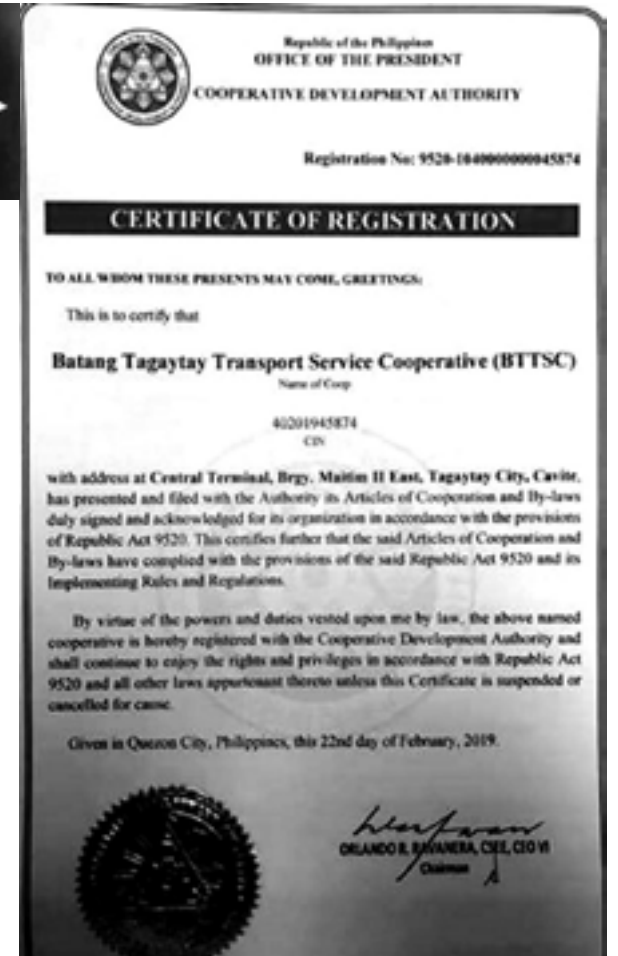 Republic of the Philippines
OFFICE OF THE PRESIDENT
COOPERATIVE DEVELOPMENT AUTHORITY
Registration No: 9520-1040000000045874
CERTIFICATE OF REGISTRATION
TO ALL WHOM THESE PRESENTS MAY COME, GREETINGS:
This is to certify that
Batang Tagaytay Transport Service Cooperative (BTTSC)
Name of Coop
40201945874
CIN
with address at Central Terminal, Brgy. Maitim II East, Tagaytay City, Cavite,
has presented and filed with the Authority its Articles of Cooperation and By-laws
duly signed and acknowledged for its organization in accordance with the provisions
of Republic Act 9520. This certifies further that the said Articles of Cooperation and
By-laws have complied with the provisions of the said Republic Act 9520 and its
Implementing Rules and Regulations.
By virtue of the powers and duties vested upon me by law, the above named
cooperative is hereby registered with the Cooperative Development Authority and
shall continue to enjoy the rights and privileges in accordance with Republic Act
9520 and all other laws appurtenant thereto unless this Certificate is suspended or
cancelled for cause.
Given in Quezon City, Philippines, this 22nd day of February, 2019.
ORLANDO R. RAVANERA, CSEE, CEO VI
Chairman